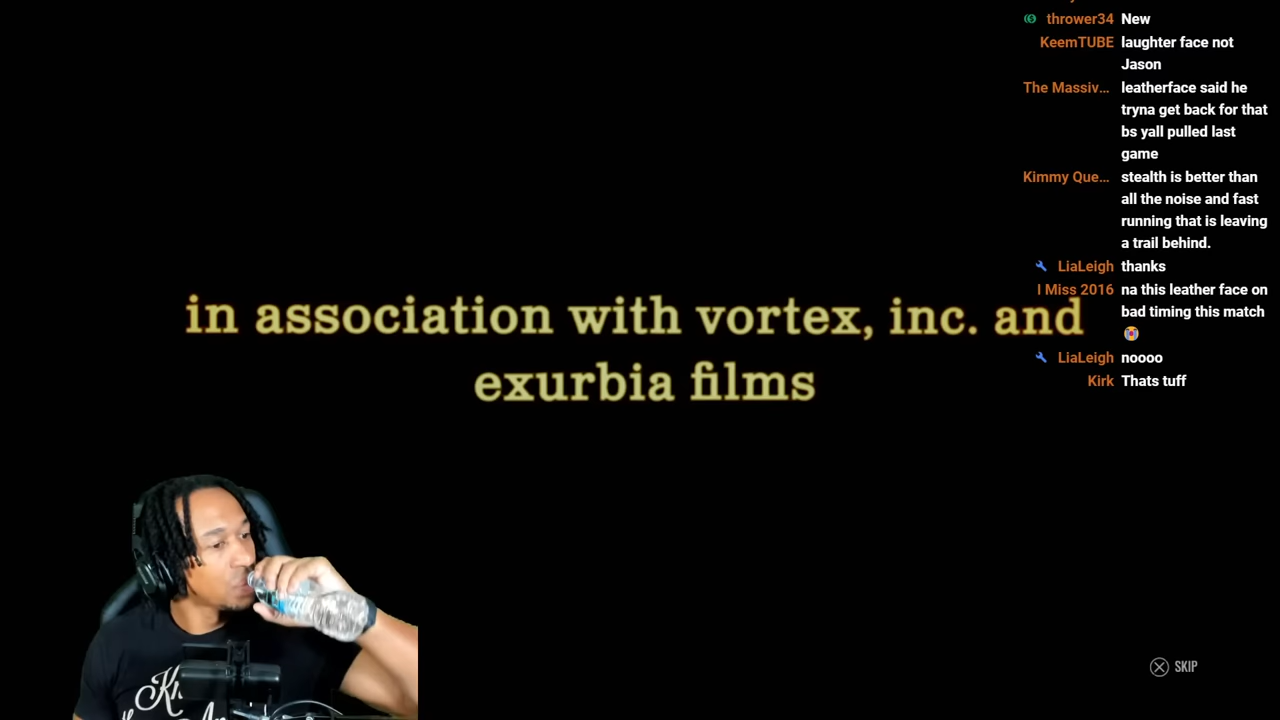 thrower34 New
KeemTUBE laughter face not
Jason
The Massiv... leatherface said he
tryna get back for that
bs yall pulled last
game
Kimmy Que... stealth is better than
all the noise and fast
running that is leaving
a trail behind.
LiaLeigh thanks
I Miss 2016 na this leather face on
bad timing this match
LiaLeigh noooo
Kirk Thats tuff
in association with vortex, inc. and
exurbia films
SKIP